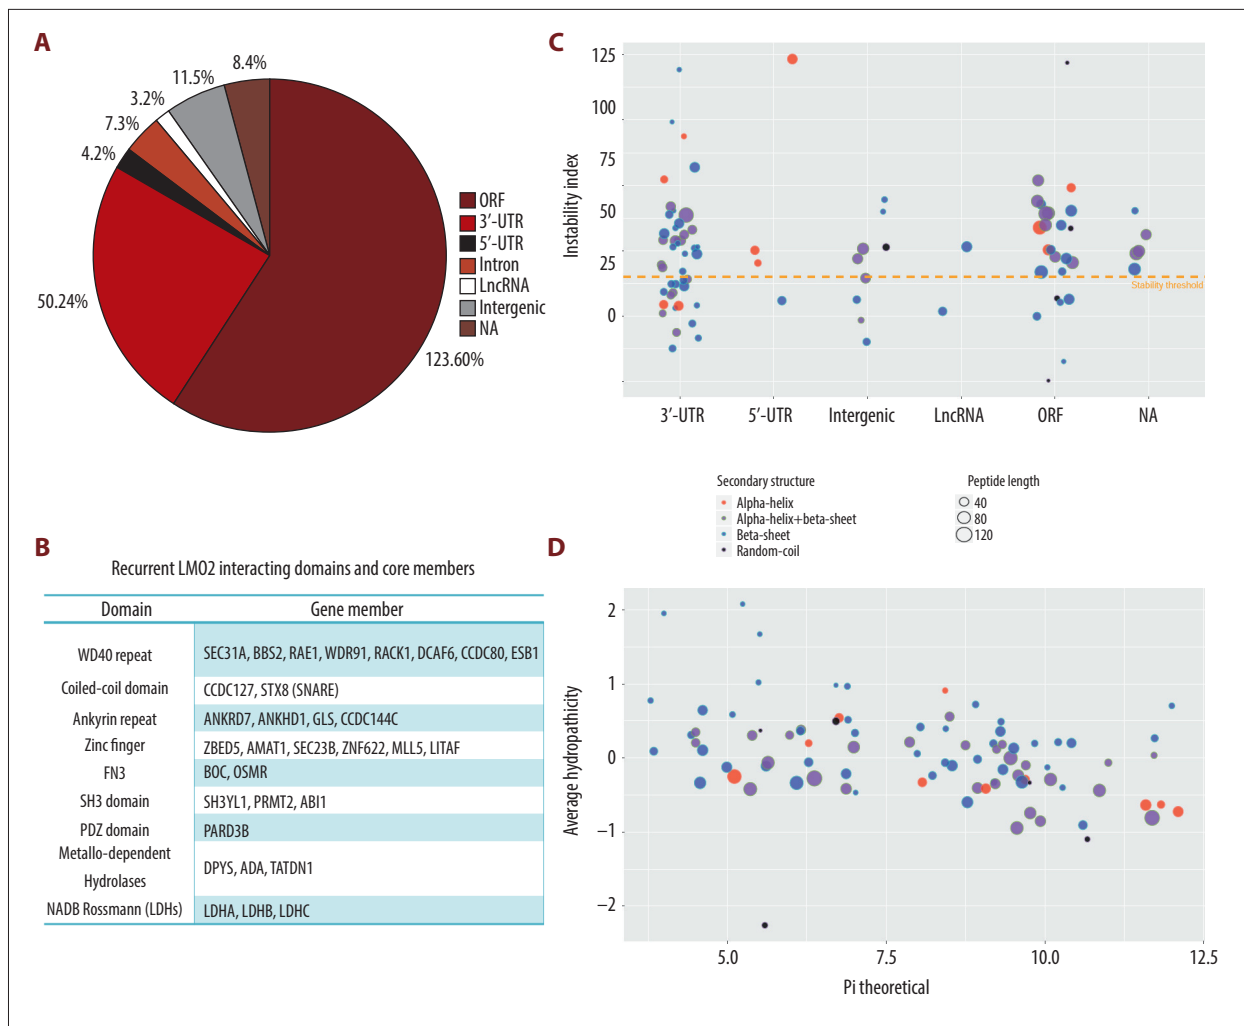 A
8.4%
11.5%
3.2%
7.3%
4.2%
50.24%
123.60%
ORF
3′-UTR
5′-UTR
Intron
LncRNA
Intergenic
NA
B
Recurrent LMO2 interacting domains and core members
Domain Gene member
WD40 repeat SEC31A, BBS2, RAE1, WDR91, RACK1, DCAF6, CCDC80, ESB1
Coiled-coil domain CCDC127, STX8 (SNARE)
Ankyrin repeat ANKRD7, ANKHD1, GLS, CCDC144C
Zinc finger ZBED5, AMAT1, SEC23B, ZNF622, MLL5, LITAF
FN3 BOC, OSMR
SH3 domain SH3YL1, PRMT2, ABI1
PDZ domain PARD3B
Metallo-dependent
Hydrolases DPYS, ADA, TATDN1
NADB Rossmann (LDHs) LDHA, LDHB, LDHC
C
Instability index
125
100
75
50
25
0
Stability threshold
3′-UTR 5′-UTR Intergenic LncRNA ORF NA
Secondary structure
Alpha-helix
Alpha-helix+beta-sheet
Beta-sheet
Random-coil
Peptide length
40
80
120
D
Average hydropathicity
2
1
0
−1
−2
5.0 7.5 10.0 12.5
Pi theoretical